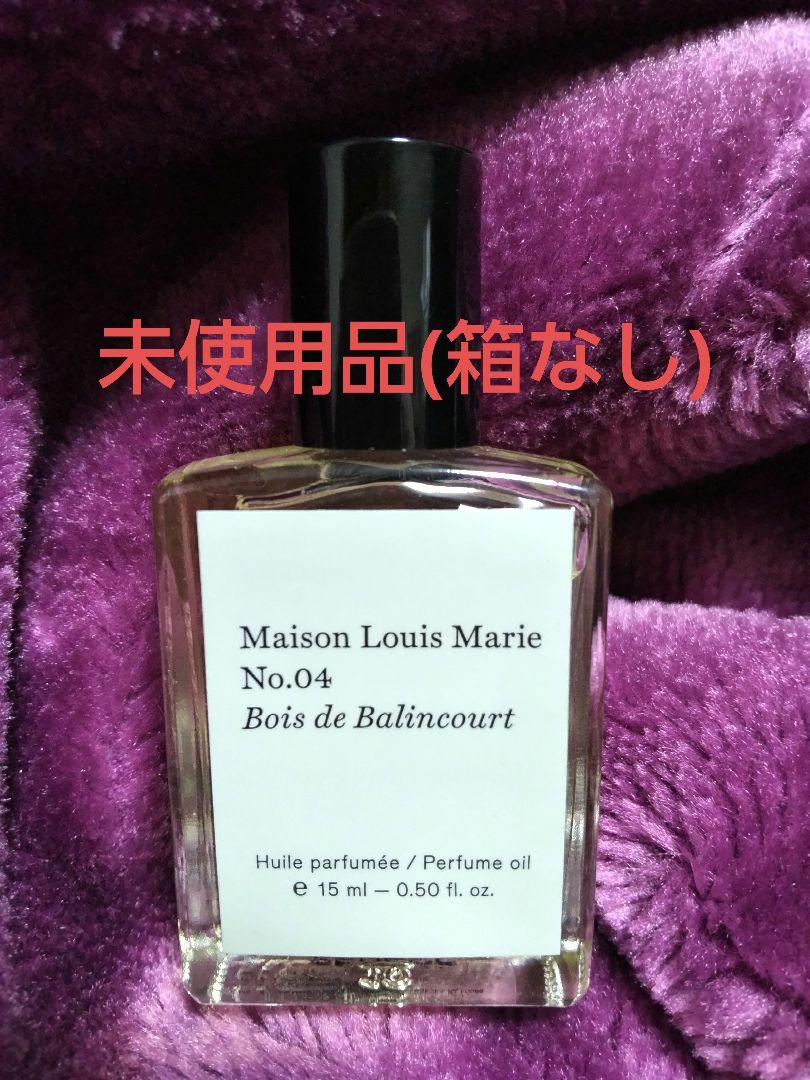 未使用品(箱なし)
Maison Louis Marie
No.04
Bois de Balincourt
Huile parfumée / Perfume oil
e 15 ml – 0.50 fl. oz.